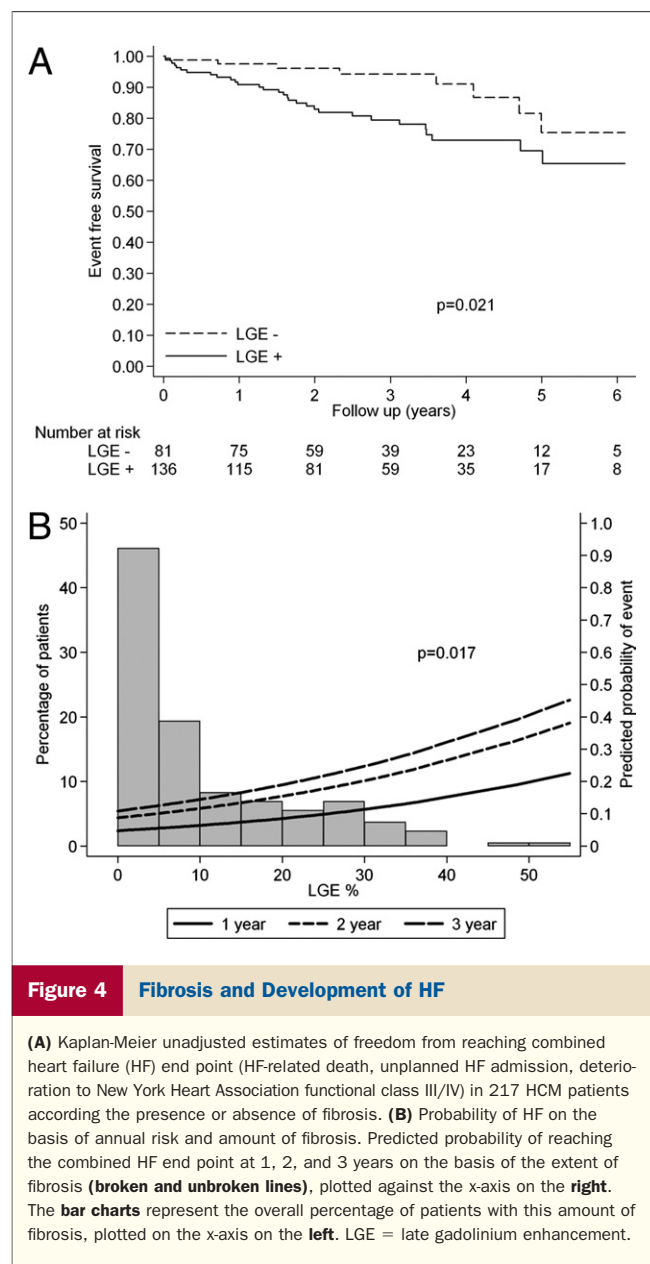 A
1.00
0.90
0.80
0.70
0.60
0.50
0.40
0.30
0.20
0.10
0.00
Event free survival
p=0.021
LGE -
LGE +
0 1 2 3 4 5 6
Follow up (years)
Number at risk
LGE - 81 75 59 39 23 12 5
LGE + 136 115 81 59 35 17 8
B
50
40
30
20
10
0
Percentage of patients
p=0.017
1.0
0.9
0.8
0.7
0.6
0.5
0.4
0.3
0.2
0.1
0
Predicted probability of event
0 10 20 30 40 50
LGE %
1 year 2 year 3 year
Figure 4 Fibrosis and Development of HF
(A) Kaplan-Meier unadjusted estimates of freedom from reaching combined
heart failure (HF) end point (HF-related death, unplanned HF admission, deterio-
ration to New York Heart Association functional class III/IV) in 217 HCM patients
according the presence or absence of fibrosis. (B) Probability of HF on the
basis of annual risk and amount of fibrosis. Predicted probability of reaching
the combined HF end point at 1, 2, and 3 years on the basis of the extent of
fibrosis (broken and unbroken lines), plotted against the x-axis on the right.
The bar charts represent the overall percentage of patients with this amount of
fibrosis, plotted on the x-axis on the left. LGE = late gadolinium enhancement.